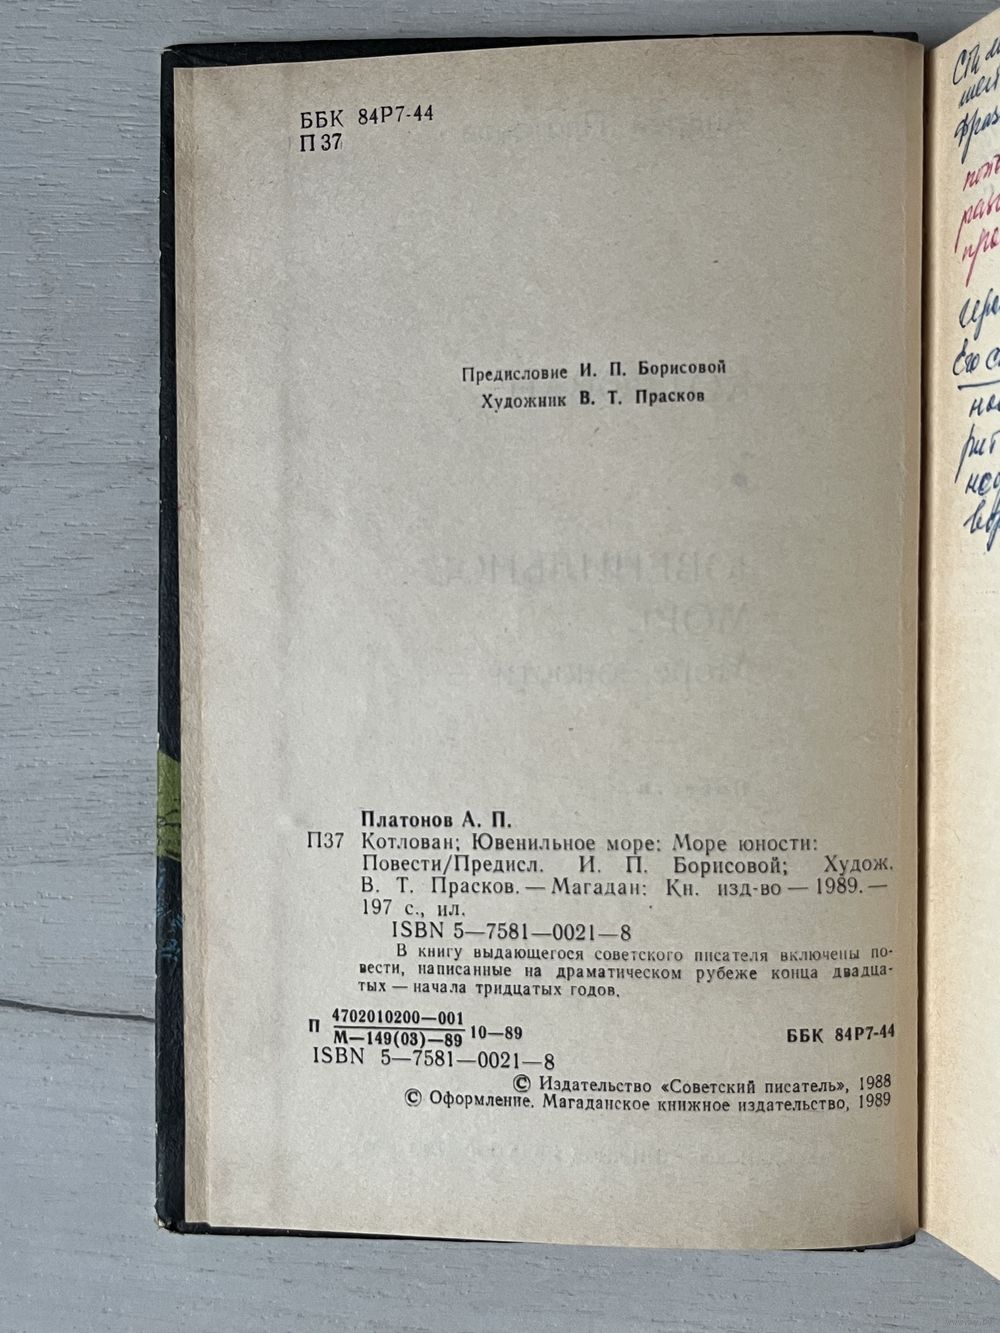 ББК 84Р7-44
П 37
Предисловие И. П. Борисовой
Художник В. Т. Прасков
Платонов А. П.
П37 Котлован; Ювенильное море: Море юности:
Повести/Предисл. И. П. Борисовой; Худож.
В. Т. Прасков. — Магадан: Кн. изд-во — 1989. —
197 с., ил.
ISBN 5—7581—0021—8
В книгу выдающегося советского писателя включены по-
вести, написанные на драматическом рубеже конца двадца-
тых — начала тридцатых годов.
П 4702010200—001
М—149(03)—89 10—89
ББК 84Р7-44
ISBN 5—7581—0021—8
© Издательство «Советский писатель», 1988
© Оформление. Магаданское книжное издательство, 1989
Его